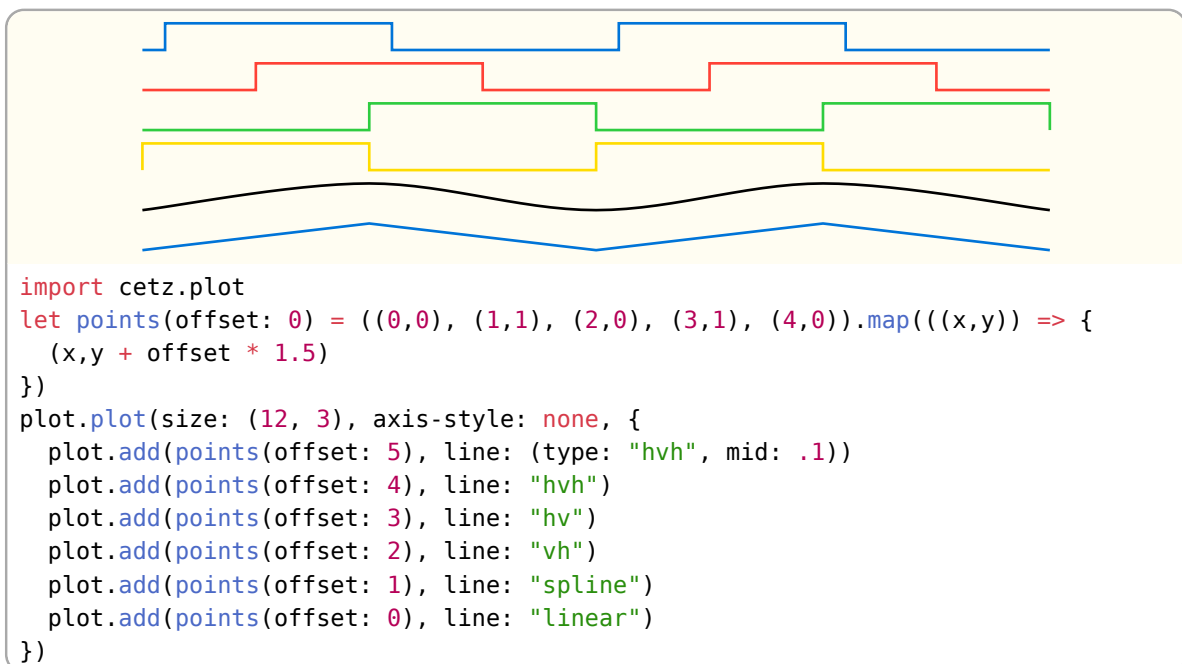 import cetz.plot
let points(offset: 0) = ((0,0), (1,1), (2,0), (3,1), (4,0)).map(((x,y)) => {
  (x,y + offset * 1.5)
})
plot.plot(size: (12, 3), axis-style: none, {
  plot.add(points(offset: 5), line: (type: "hvh", mid: .1))
  plot.add(points(offset: 4), line: "hvh")
  plot.add(points(offset: 3), line: "hv")
  plot.add(points(offset: 2), line: "vh")
  plot.add(points(offset: 1), line: "spline")
  plot.add(points(offset: 0), line: "linear")
})